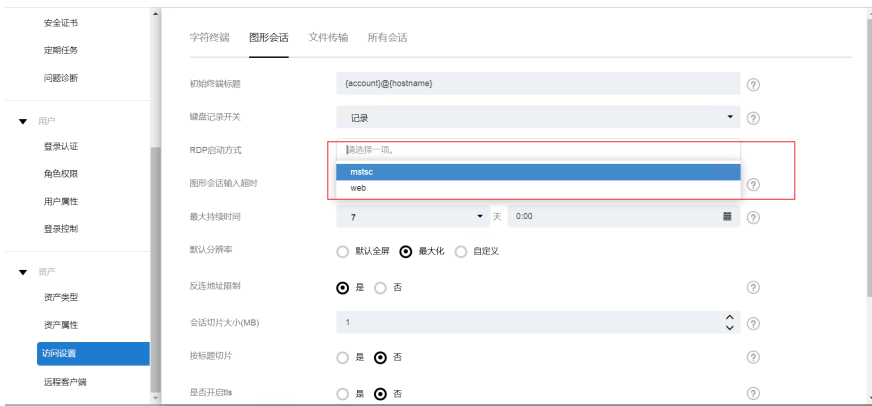 安全证书
定期任务
问题诊断
用户
登录认证
角色权限
用户属性
登录控制
资产
资产类型
资产属性
访问设置
远程客户端
字符终端 图形会话 文件传输 所有会话
初始终端标题 {account}@{hostname} ?
键盘记录开关 记录 ?
RDP启动方式 请选择一项。
mstsc
图形会话输入超时 web ?
最大持续时间 7 天 0:00 ?
默认分辨率 默认全屏 最大化 自定义
反连地址限制 是 否 ?
会话切片大小(MB) 1 ?
按标题切片 是 否 ?
是否开启tls 是 否 ?